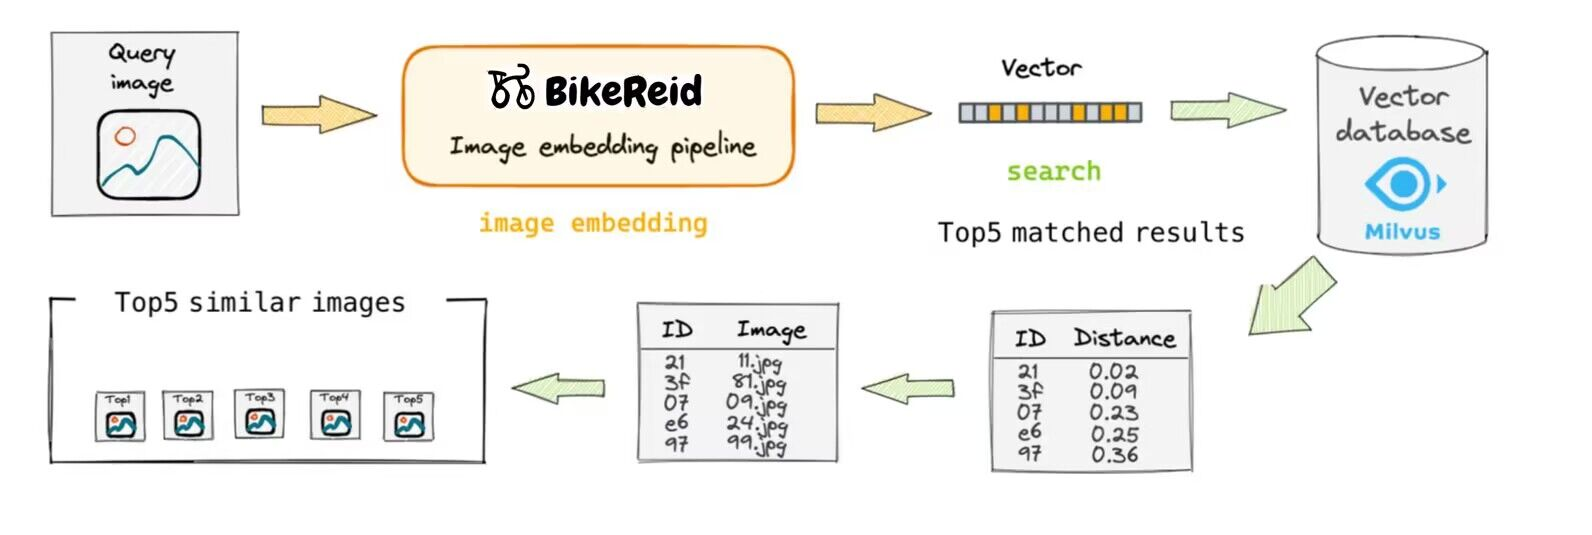 Query
image
BikeReid
Image embedding pipeline
image embedding
Vector
search
Top5 matched results
Vector
database
Milvus
ID Distance
21 0.02
3f 0.09
07 0.23
e6 0.25
97 0.36
ID Image
21 11.jpg
3f 81.jpg
07 09.jpg
e6 24.jpg
97 99.jpg
Top5 similar images
Top1 Top2 Top3 Top4 Top5